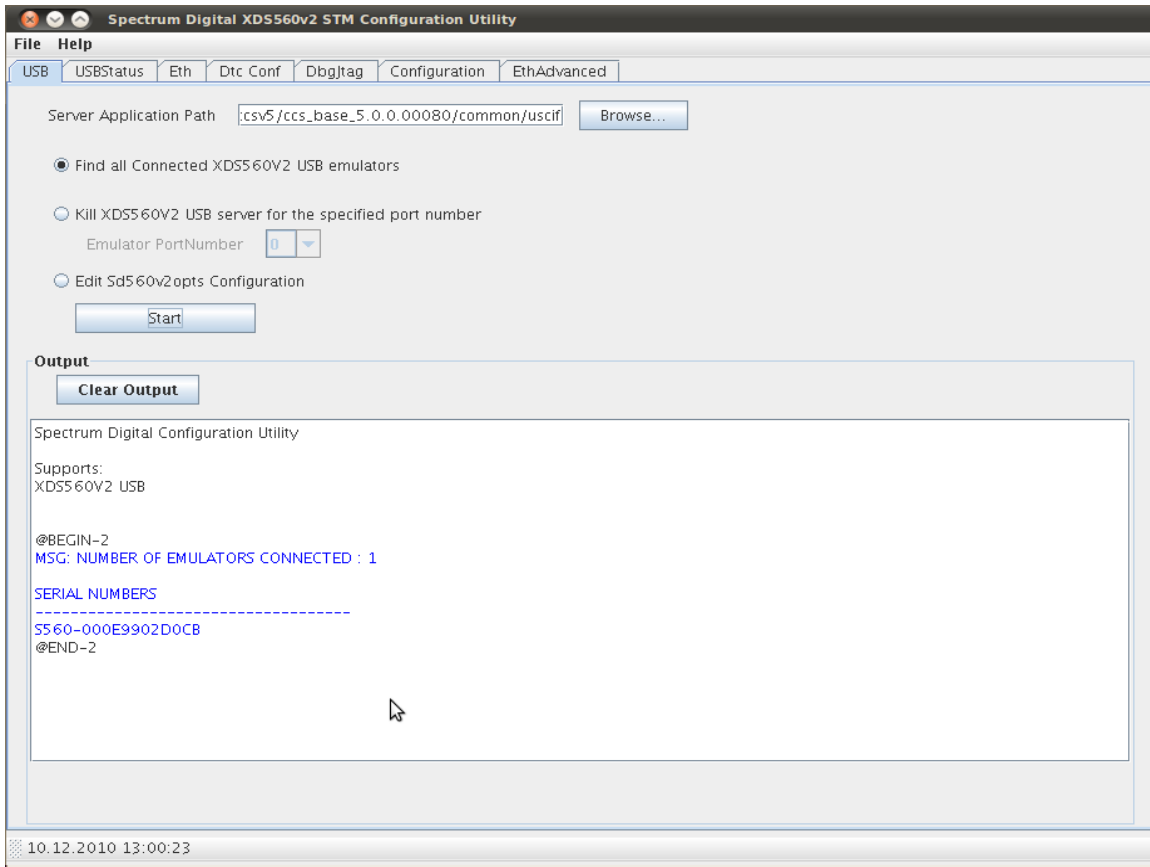 Spectrum Digital XDS560v2 STM Configuration Utility
File Help
USB USBStatus Eth Dtc Conf DbgJtag Configuration EthAdvanced
Server Application Path :csv5/ccs_base_5.0.0.00080/common/uscif Browse...
Find all Connected XDS560V2 USB emulators
Kill XDS560V2 USB server for the specified port number
Emulator PortNumber 0
Edit Sd560v2opts Configuration
Start
Output
Clear Output
Spectrum Digital Configuration Utility
Supports:
XDS560V2 USB
@BEGIN-2
MSG: NUMBER OF EMULATORS CONNECTED : 1
SERIAL NUMBERS
------------------------------------
S560-000E9902D0CB
@END-2
10.12.2010 13:00:23